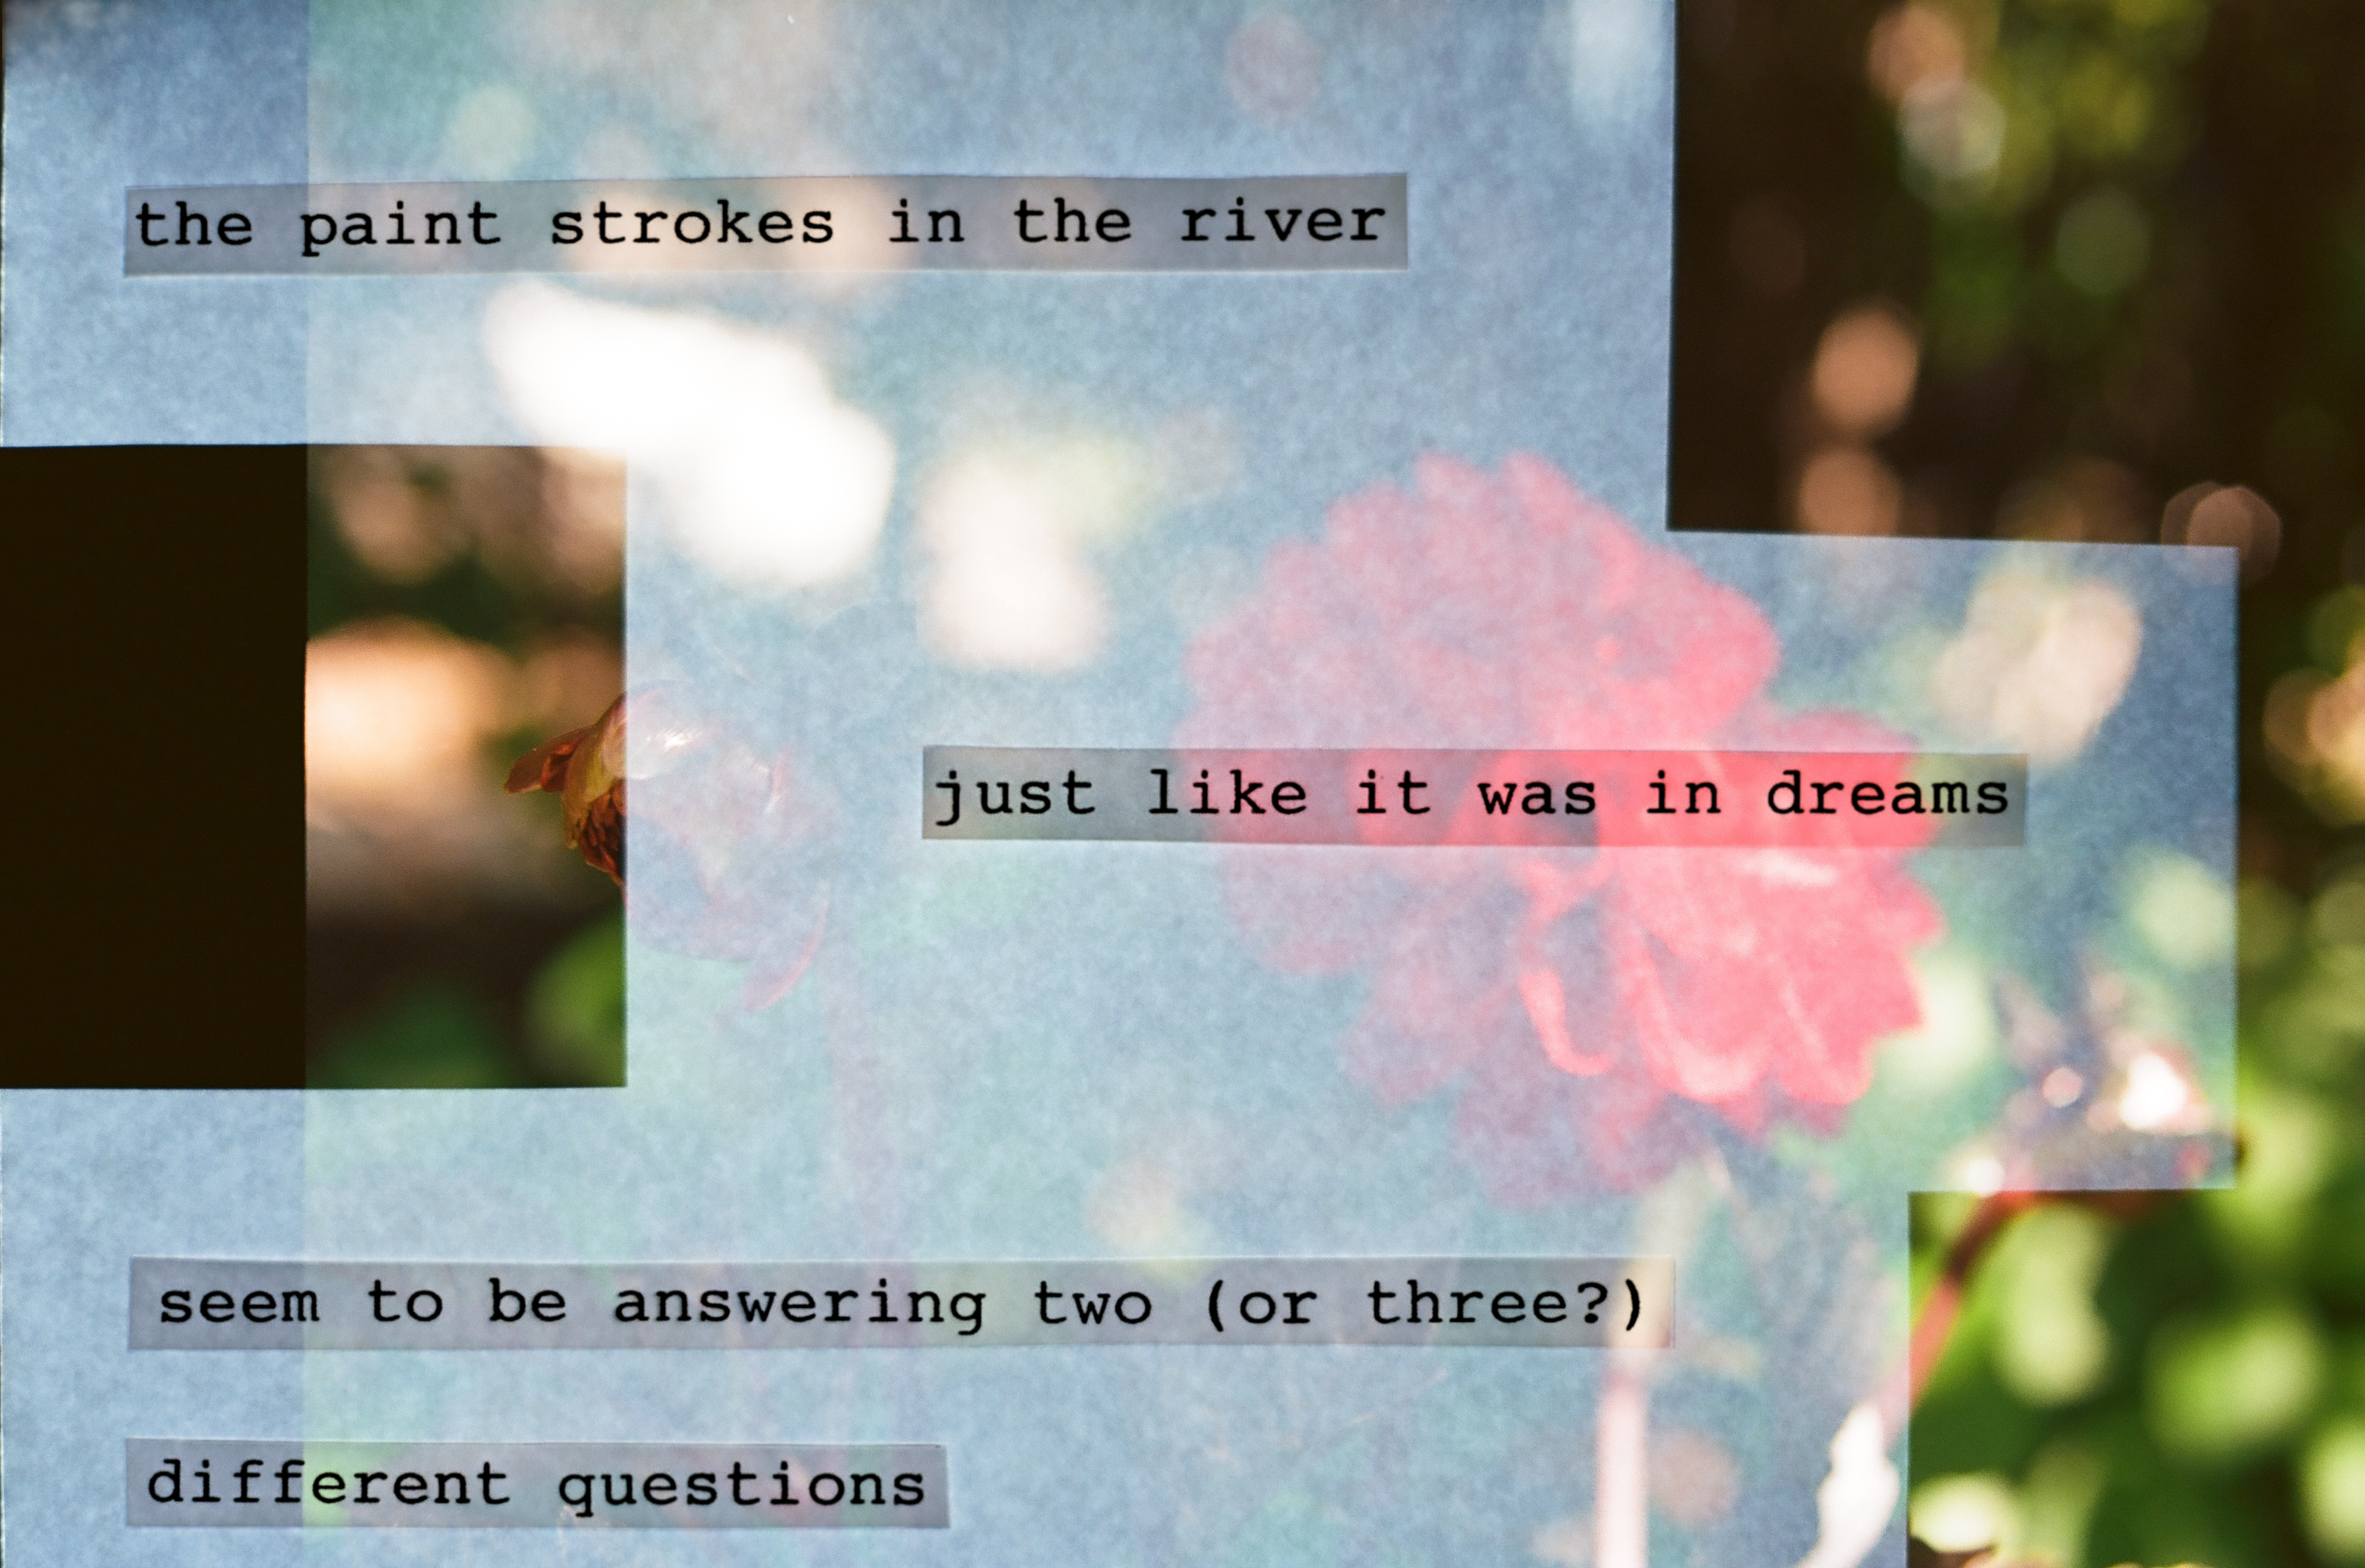 the paint strokes in the river
just like it was in dreams
seem to be answering two (or three?)
different questions